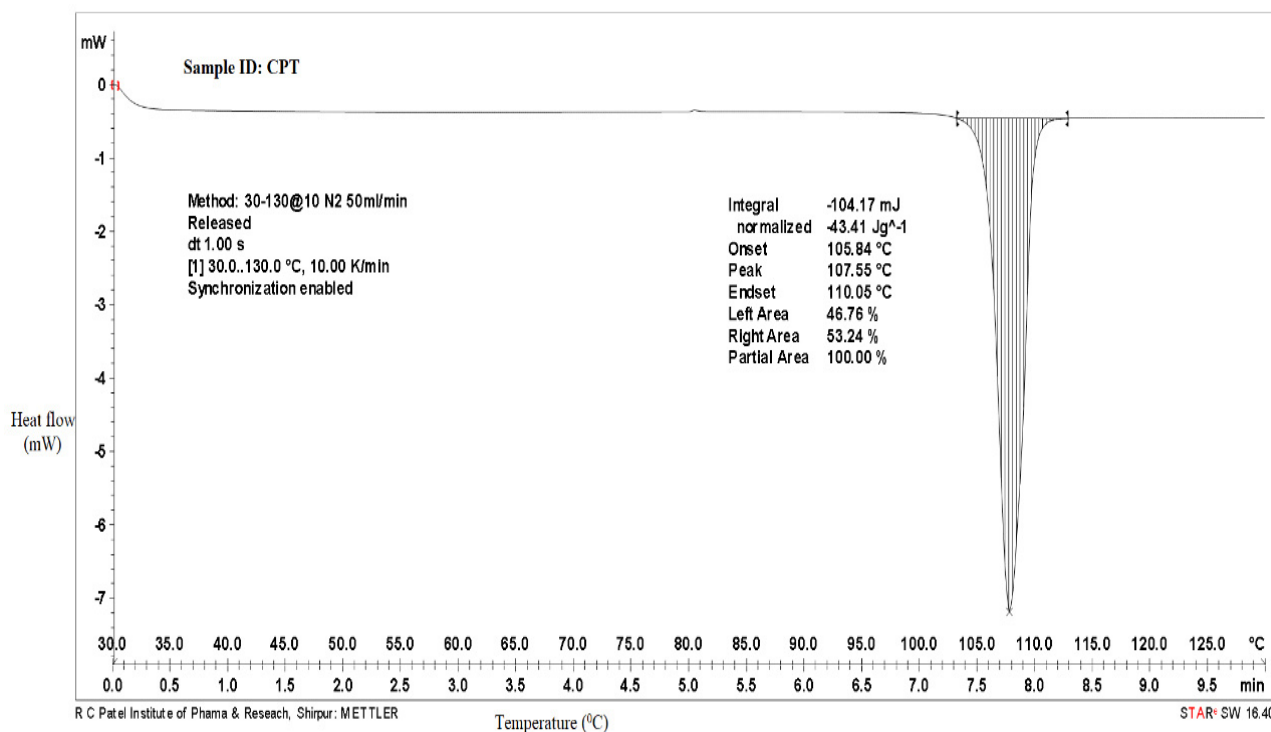 mW
Sample ID: CPT
0
-1
Method: 30-130@10 N2 50ml/min
Released
dt 1.00 s
[1] 30.0..130.0 °C, 10.00 K/min
Synchronization enabled
Integral -104.17 mJ
normalized -43.41 Jg^-1
Onset 105.84 °C
Peak 107.55 °C
Endset 110.05 °C
Left Area 46.76 %
Right Area 53.24 %
Partial Area 100.00 %
-2
-3
-4
Heat flow
(mW)
-5
-6
-7
30.0 35.0 40.0 45.0 50.0 55.0 60.0 65.0 70.0 75.0 80.0 85.0 90.0 95.0 100.0 105.0 110.0 115.0 120.0 125.0 °C
0.0 0.5 1.0 1.5 2.0 2.5 3.0 3.5 4.0 4.5 5.0 5.5 6.0 6.5 7.0 7.5 8.0 8.5 9.0 9.5 min
R C Patel Institute of Phama & Reseach, Shirpur: METTLER
Temperature (⁰C)
STARᵉ SW 16.40